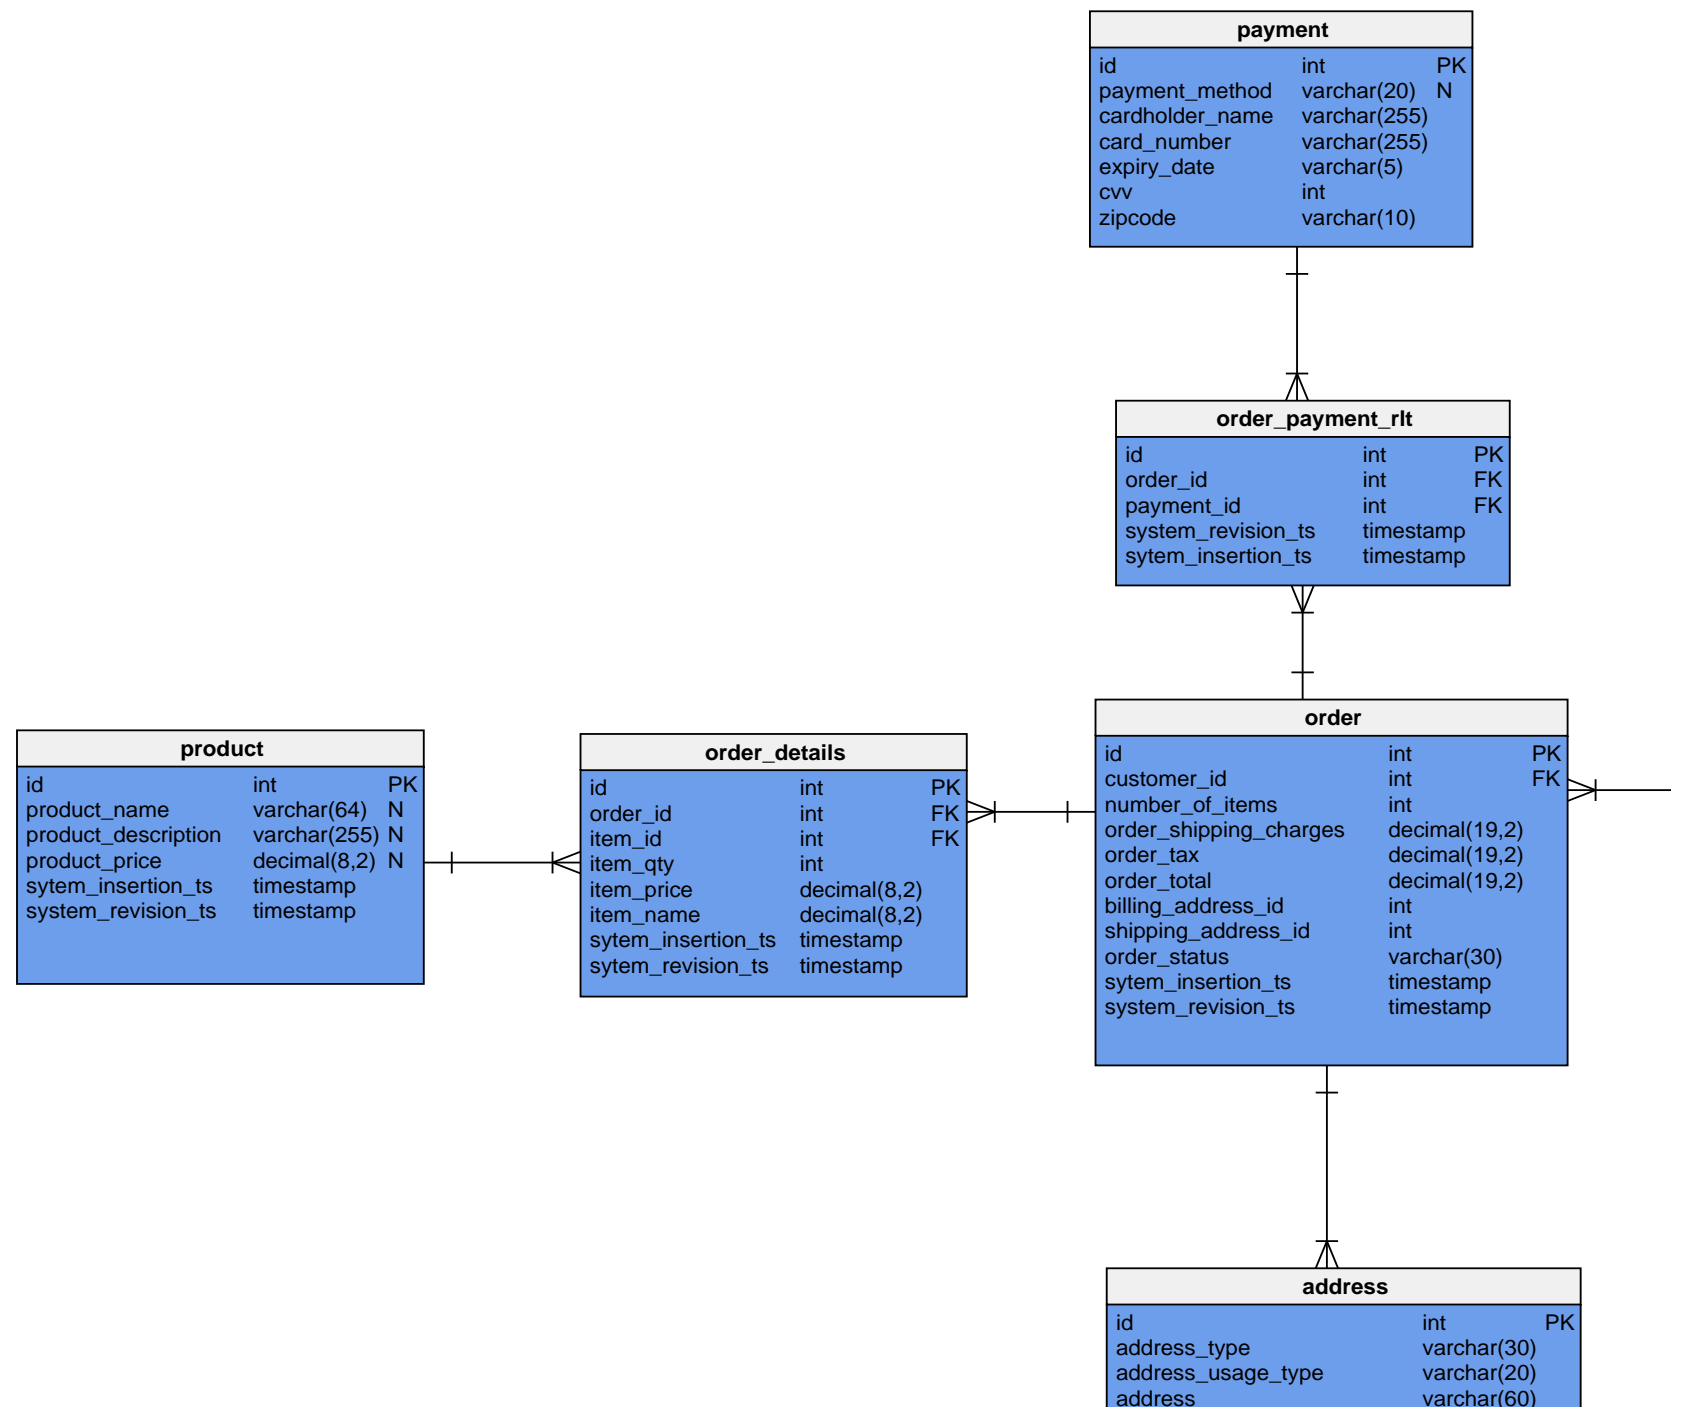 payment
id int PK
payment_method varchar(20) N
cardholder_name varchar(255)
card_number varchar(255)
expiry_date varchar(5)
cvv int
zipcode varchar(10)
order_payment_rlt
id int PK
order_id int FK
payment_id int FK
system_revision_ts timestamp
sytem_insertion_ts timestamp
product
id int PK
product_name varchar(64) N
product_description varchar(255) N
product_price decimal(8,2) N
sytem_insertion_ts timestamp
system_revision_ts timestamp
order_details
id int PK
order_id int FK
item_id int FK
item_qty int
item_price decimal(8,2)
item_name decimal(8,2)
sytem_insertion_ts timestamp
sytem_revision_ts timestamp
order
id int PK
customer_id int FK
number_of_items int
order_shipping_charges decimal(19,2)
order_tax decimal(19,2)
order_total decimal(19,2)
billing_address_id int
shipping_address_id int
order_status varchar(30)
sytem_insertion_ts timestamp
system_revision_ts timestamp
address
id int PK
address_type varchar(30)
address_usage_type varchar(20)
address varchar(60)